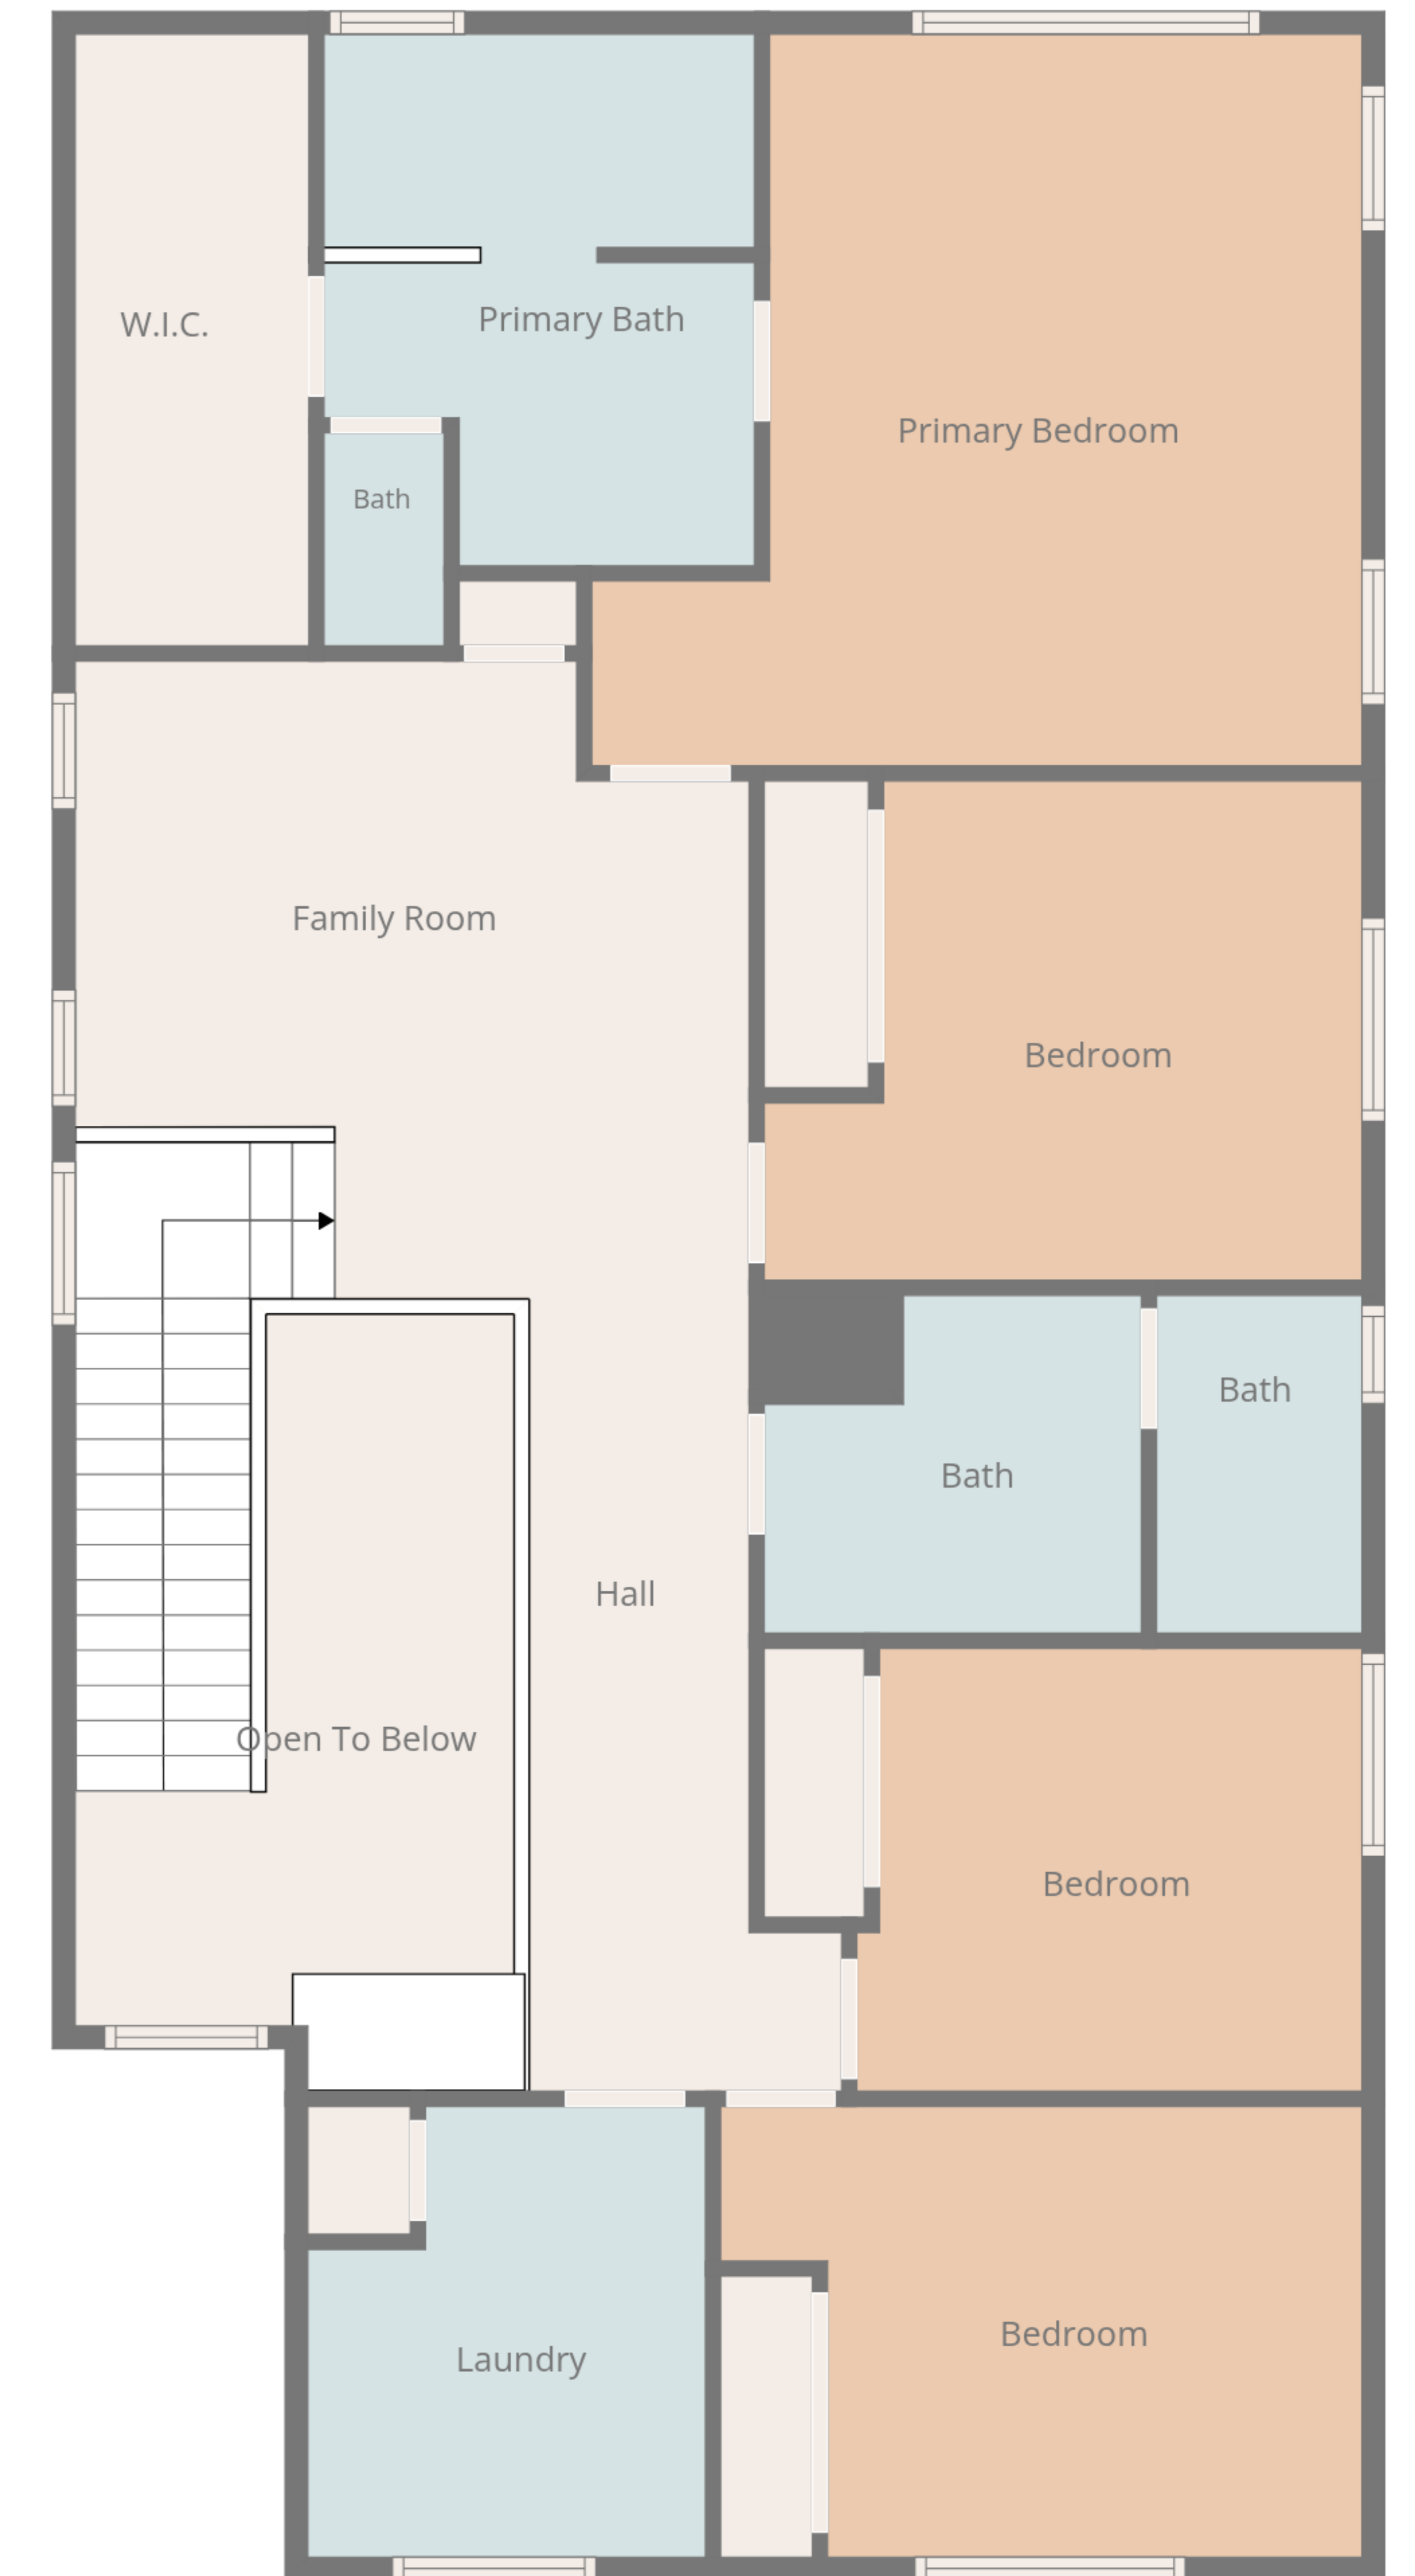 W.I.C.
Primary Bath
Primary Bedroom
Bath
Family Room
Bedroom
Bath
Bath
Hall
Open To Below
Bedroom
Laundry
Bedroom